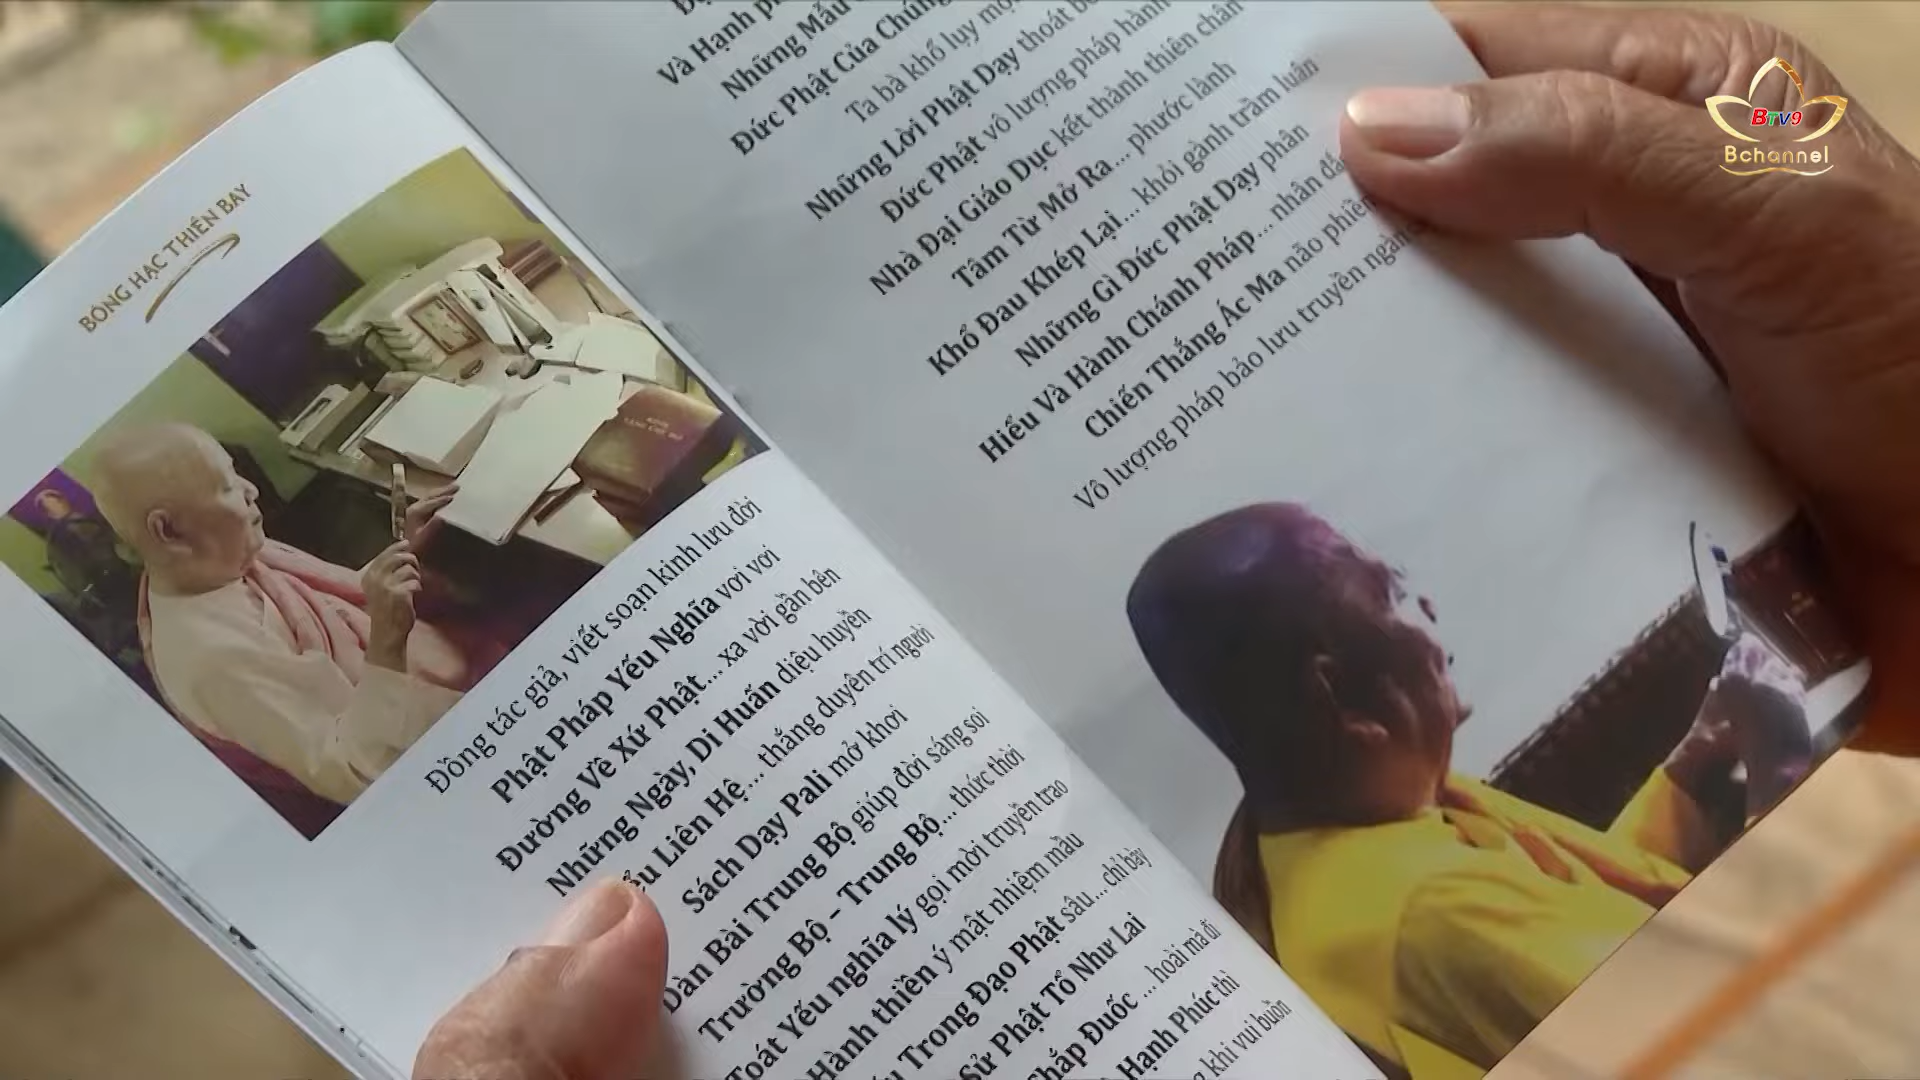 BÓNG HẠC THIÊN BAY
Đồng tác giả, viết soạn kinh lưu đời
Phật Pháp Yếu Nghĩa vơi vơi
Đường Về Xứ Phật... xa vời gần bên
Những Ngày, Di Huấn diệu huyền
Liên Hệ... thắng duyên trí người
Sách Dạy Pali mở khơi
Dàn Bài Trung Bộ giúp đời sáng soi
Trường Bộ – Trung Bộ... thức thời
Toát Yếu nghĩa lý gọi mời truyền trao
Hành thiền ý mật nhiệm mầu
Trong Đạo Phật sâu... chỉ bày
Sử Phật Tổ Như Lai
Đuốc ... hoài mà đi
Hạnh Phúc thì
khi vui buồn
Và Hạnh
Những Mẩu
Đức Phật Của Chúng
Ta bà khổ lụy
Những Lời Phật Dạy thoát
Đức Phật vô lượng pháp hành
Nhà Đại Giáo Dục kết thành thiên chân
Tâm Từ Mở Ra... phước lành
Khổ Đau Khép Lại... khỏi gành trầm luân
Những Gì Đức Phật Dạy phân
Hiểu Và Hành Chánh Pháp... nhân
Chiến Thắng Ác Ma não phiền
Vô lượng pháp bảo lưu truyền ngàn
BTV9
Bchannel